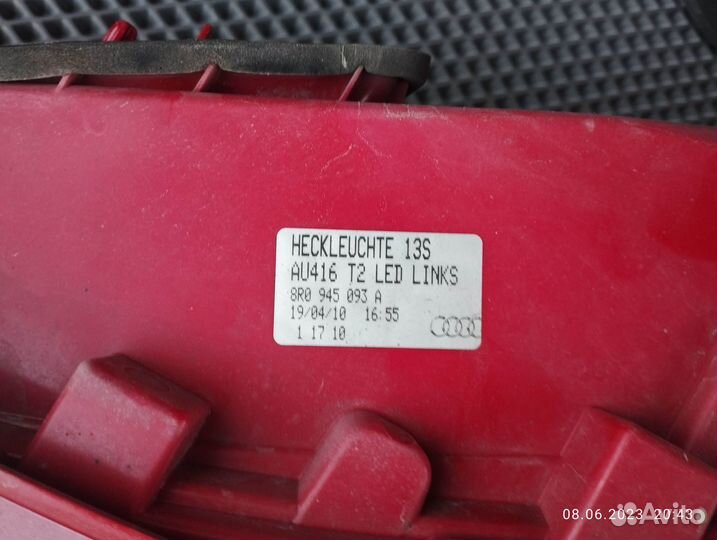 HECKLEUCHTE 13S
AU416 T2 LED LINKS
8R0 945 093 A
19/04/10 16:55
1 17 10
08.06.2023 20:43
Avito